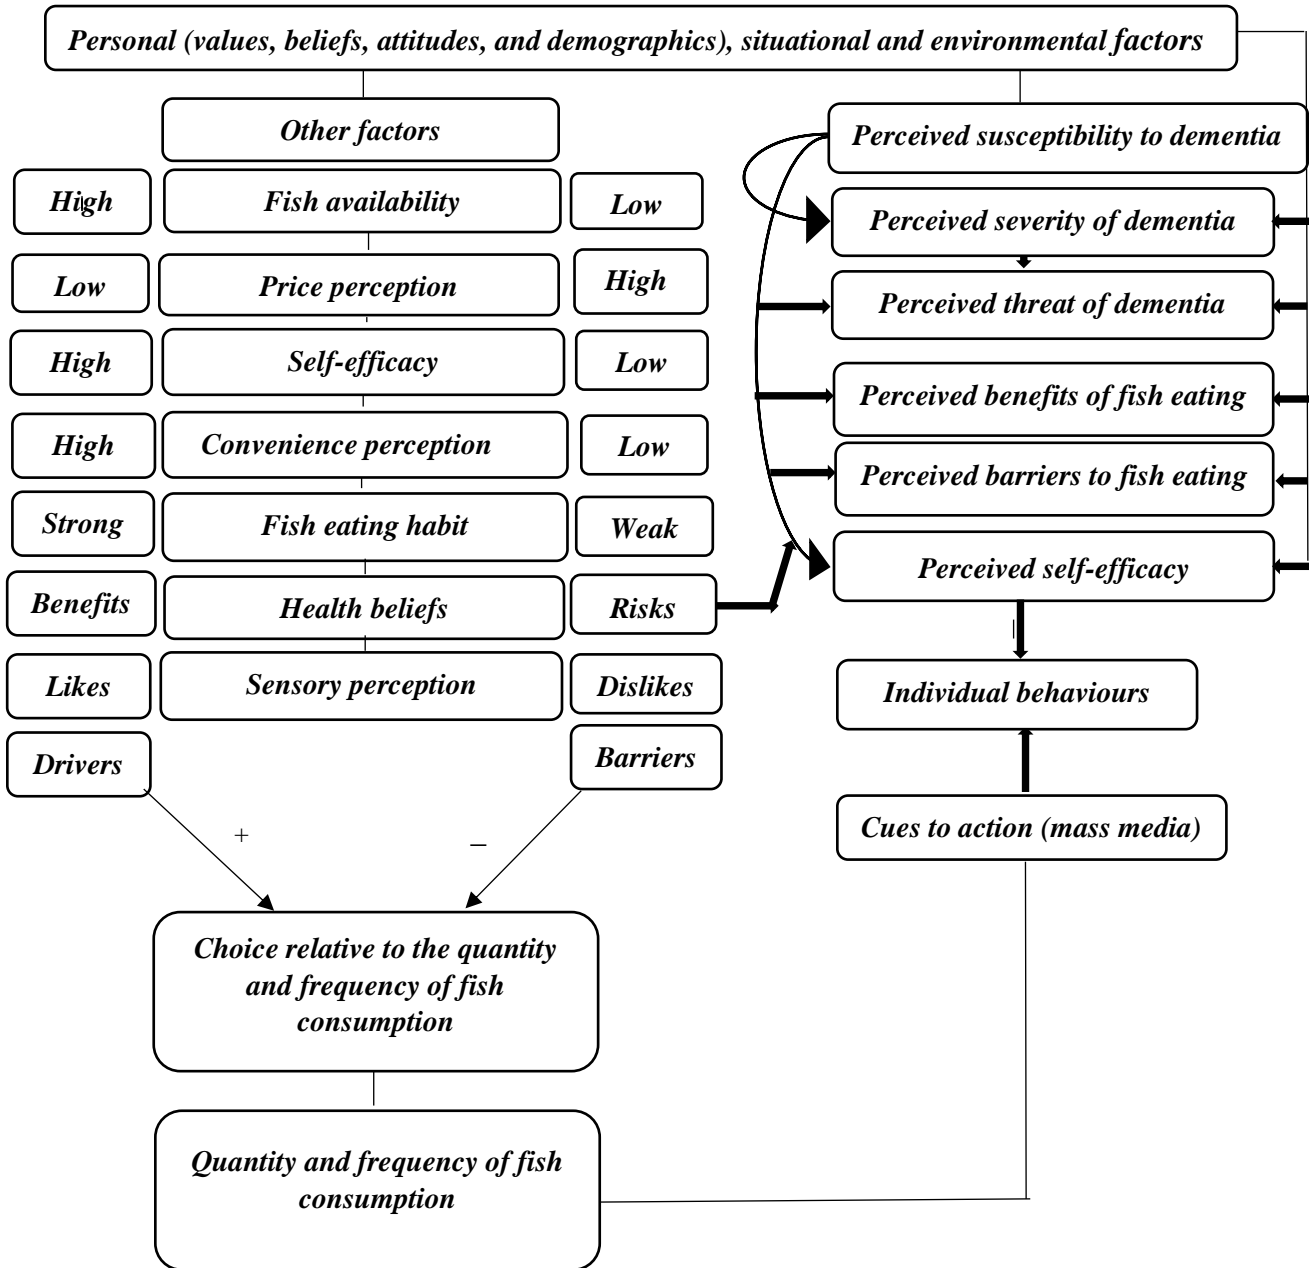 Personal (values, beliefs, attitudes, and demographics), situational and environmental factors
Other factors
High
Fish availability
Low
Low
Price perception
High
High
Self-efficacy
Low
High
Convenience perception
Low
Strong
Fish eating habit
Weak
Benefits
Health beliefs
Risks
Likes
Sensory perception
Dislikes
Drivers
Barriers
+
–
Choice relative to the quantity
and frequency of fish
consumption
Quantity and frequency of fish
consumption
Perceived susceptibility to dementia
Perceived severity of dementia
Perceived threat of dementia
Perceived benefits of fish eating
Perceived barriers to fish eating
Perceived self-efficacy
Individual behaviours
Cues to action (mass media)